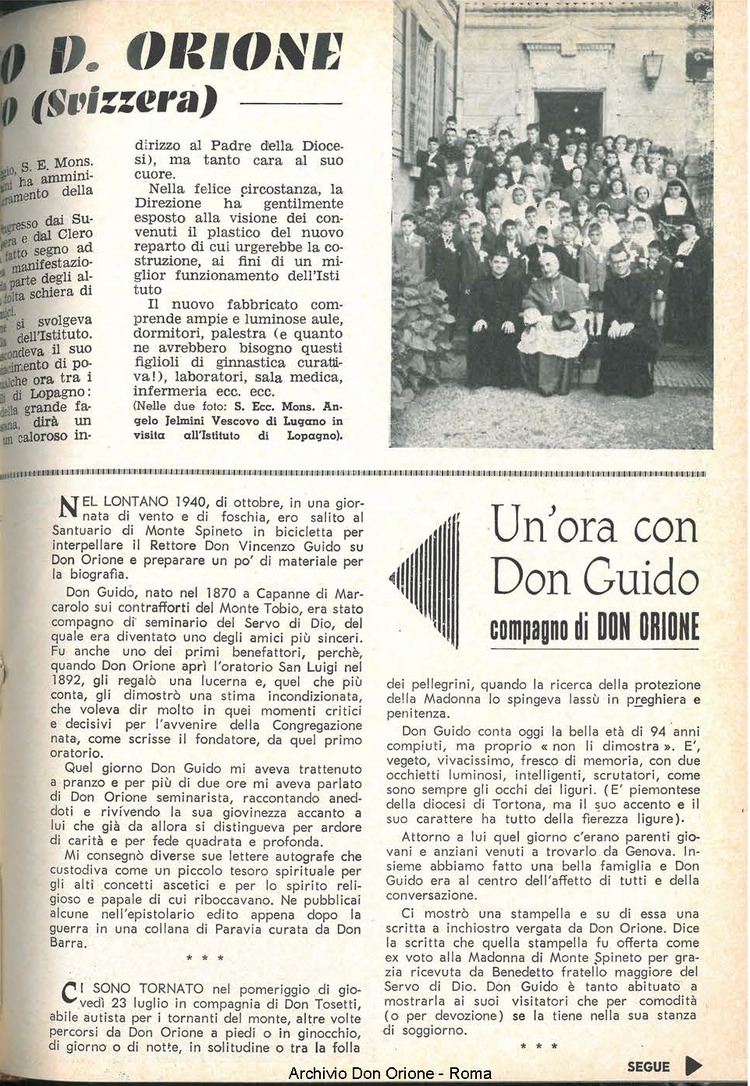 O D. ORIONE
O (Svizzera)
S. E. Mons.
ha ammini-
della
dai Su-
e dal Clero
fatto segno ad
manifestazio-
parte degli al-
folta schiera di
si svolgeva
dell'Istituto.
il suo
di po-
ora tra i
di Lopagno:
della grande fa-
dirà un
un caloroso in-
dirizzo al Padre della Dioce-
si), ma tanto cara al suo
cuore.
Nella felice circostanza, la
Direzione ha gentilmente
esposto alla visione dei con-
venuti il plastico del nuovo
reparto di cui urgerebbe la co-
struzione, ai fini di un mi-
glior funzionamento dell'Isti
tuto
Il nuovo fabbricato com-
prende ampie e luminose aule,
dormitori, palestra (e quanto
ne avrebbero bisogno questi
figlioli di ginnastica curati-
va!), laboratori, sala medica,
infermeria ecc. ecc.
(Nelle due foto: S. Ecc. Mons. An-
gelo Jelmini Vescovo di Lugano in
visita all'Istituto di Lopagno).
NEL LONTANO 1940, di ottobre, in una gior-
nata di vento e di foschia, ero salito al
Santuario di Monte Spineto in bicicletta per
interpellare il Rettore Don Vincenzo Guido su
Don Orione e preparare un po' di materiale per
la biografia.
Don Guido, nato nel 1870 a Capanne di Mar-
carolo sui contrafforti del Monte Tobio, era stato
compagno di seminario del Servo di Dio, del
quale era diventato uno degli amici più sinceri.
Fu anche uno dei primi benefattori, perchè,
quando Don Orione aprì l'oratorio San Luigi nel
1892, gli regalò una lucerna e, quel che più
conta, gli dimostrò una stima incondizionata,
che voleva dir molto in quei momenti critici
e decisivi per l'avvenire della Congregazione
nata, come scrisse il fondatore, da quel primo
oratorio.
Quel giorno Don Guido mi aveva trattenuto
a pranzo e per più di due ore mi aveva parlato
di Don Orione seminarista, raccontando aned-
doti e rivivendo la sua giovinezza accanto a
lui che già da allora si distingueva per ardore
di carità e per fede quadrata e profonda.
Mi consegnò diverse sue lettere autografe che
custodiva come un piccolo tesoro spirituale per
gli alti concetti ascetici e per lo spirito reli-
gioso e papale di cui riboccavano. Ne pubblicai
alcune nell'epistolario edito appena dopo la
guerra in una collana di Paravia curata da Don
Barra.
* * *
CI SONO TORNATO nel pomeriggio di gio-
vedì 23 luglio in compagnia di Don Tosetti,
abile autista per i tornanti del monte, altre volte
percorsi da Don Orione a piedi o in ginocchio,
di giorno o di notte, in solitudine o tra la folla
Un'ora con
Don Guido
compagno di DON ORIONE
dei pellegrini, quando la ricerca della protezione
della Madonna lo spingeva lassù in preghiera e
penitenza.
Don Guido conta oggi la bella età di 94 anni
compiuti, ma proprio « non li dimostra ». E',
vegeto, vivacissimo, fresco di memoria, con due
occhietti luminosi, intelligenti, scrutatori, come
sono sempre gli occhi dei liguri. (E' piemontese
della diocesi di Tortona, ma il suo accento e il
suo carattere ha tutto della fierezza ligure).
Attorno a lui quel giorno c'erano parenti gio-
vani e anziani venuti a trovarlo da Genova. In-
sieme abbiamo fatto una bella famiglia e Don
Guido era al centro dell'affetto di tutti e della
conversazione.
Ci mostrò una stampella e su di essa una
scritta a inchiostro vergata da Don Orione. Dice
la scritta che quella stampella fu offerta come
ex voto alla Madonna di Monte Spineto per gra-
zia ricevuta da Benedetto fratello maggiore del
Servo di Dio. Don Guido è tanto abituato a
mostrarla ai suoi visitatori che per comodità
(o per devozione) se la tiene nella sua stanza
di soggiorno.
* * *
SEGUE
Archivio Don Orione - Roma